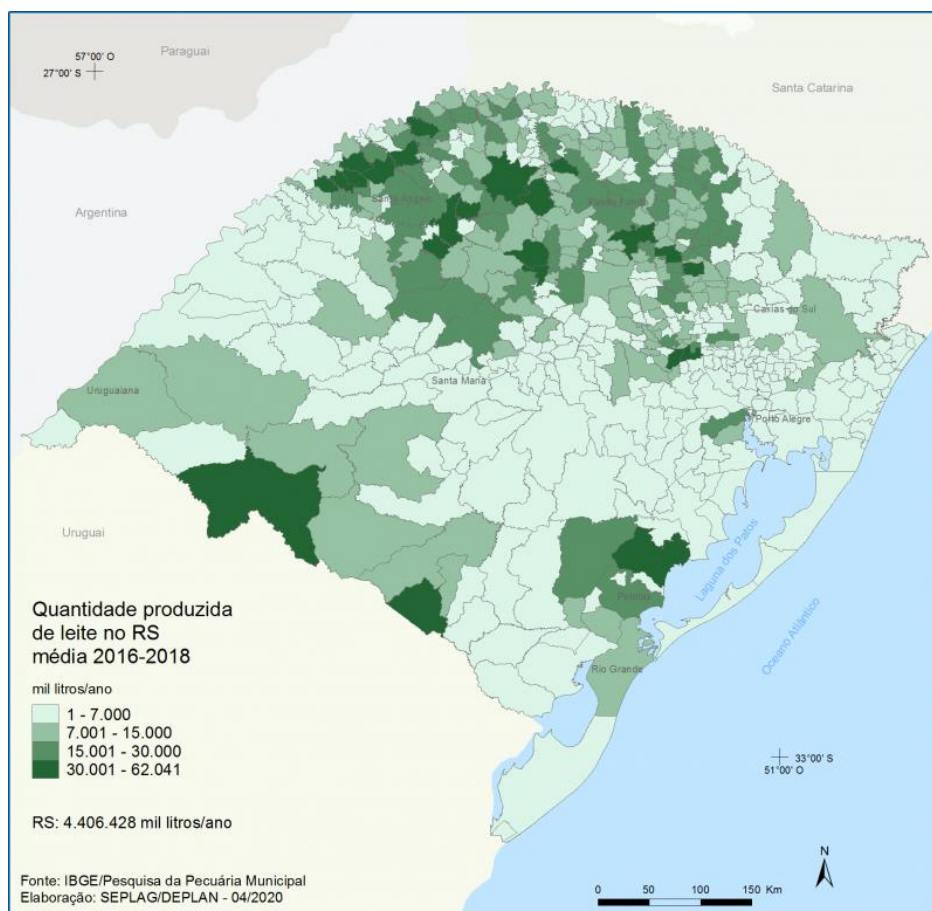 Paraguai
57°00' O
27°00' S
Santa Catarina
Argentina
Santa Ângelo
Passo Fundo
Caxias do Sul
Uruguaiana
Santa Maria
Porto Alegre
Uruguai
Laguna dos Patos
Pelotas
Oceano Atlântico
Rio Grande
Quantidade produzida
de leite no RS
média 2016-2018
mil litros/ano
1 - 7.000
7.001 - 15.000
15.001 - 30.000
30.001 - 62.041
33°00' S
51°00' O
RS: 4.406.428 mil litros/ano
N
Fonte: IBGE/Pesquisa da Pecuária Municipal
Elaboração: SEPLAG/DEPLAN - 04/2020
0 50 100 150 Km